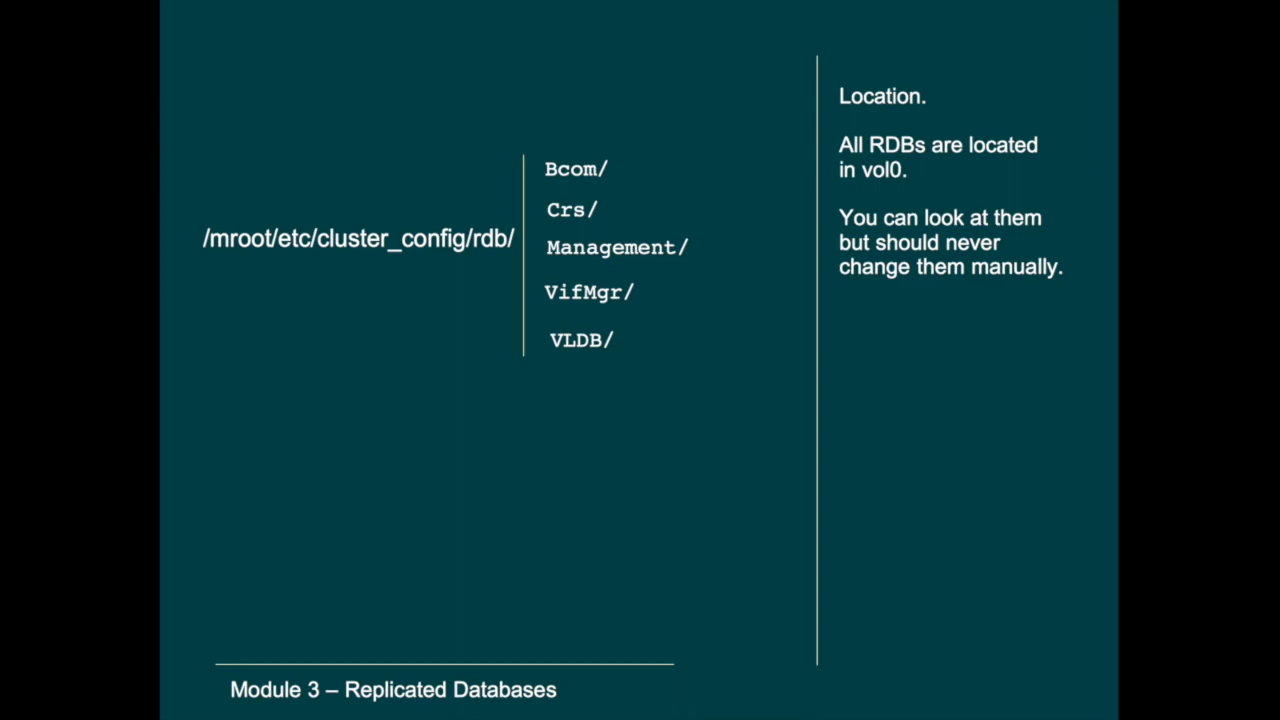 /mroot/etc/cluster_config/rdb/
Bcom/
Crs/
Management/
VifMgr/
VLDB/
Location.
All RDBs are located
in vol0.
You can look at them
but should never
change them manually.
Module 3 – Replicated Databases